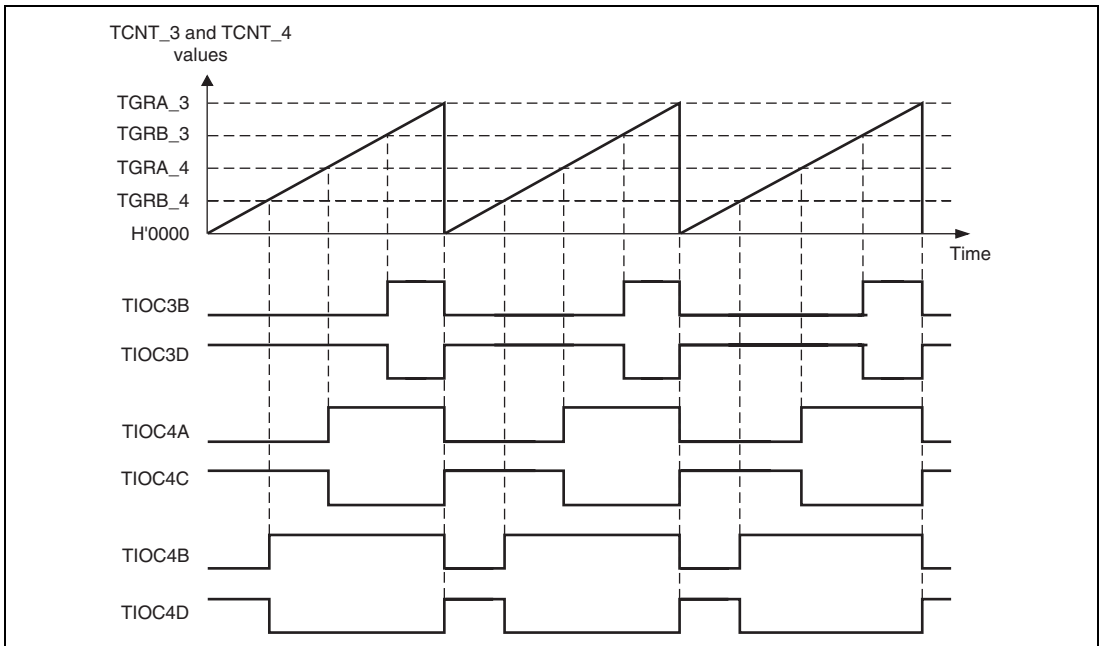 TCNT_3 and TCNT_4
values
TGRA_3
TGRB_3
TGRA_4
TGRB_4
H'0000
Time
TIOC3B
TIOC3D
TIOC4A
TIOC4C
TIOC4B
TIOC4D